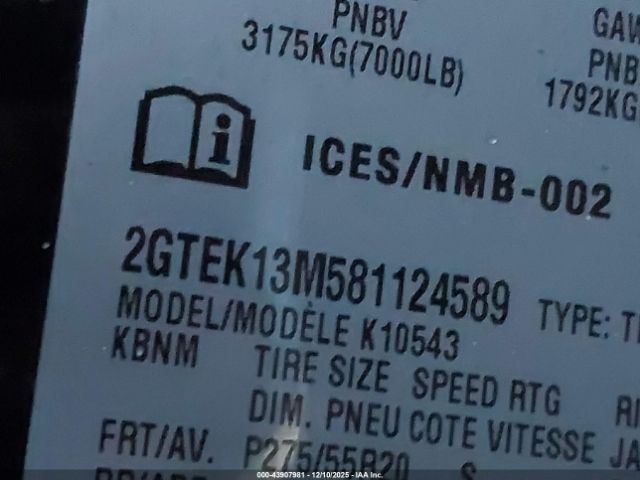 PNBV
3175KG(7000LB)
PNB
1792KG
i
ICES/NMB-002
2GTEK13M581124589
TYPE:
MODEL/MODÈLE K10543
KBNM
TIRE SIZE SPEED RTG
DIM. PNEU COTE VITESSE
FRT/AV. P275/55R20 S
000-43907981 - 12/10/2025 - IAA Inc.